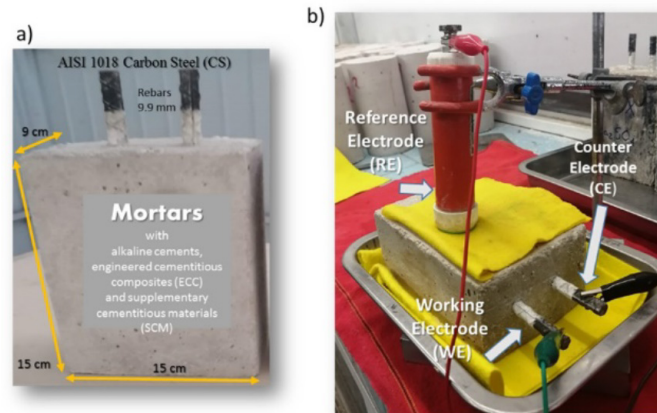 a)
AISI 1018 Carbon Steel (CS)
Rebars
9.9 mm
9 cm
Mortars
with
alkaline cements,
engineered cementitious
composites (ECC)
and supplementary
cementitious materials
(SCM)
15 cm
15 cm
b)
Reference
Electrode
(RE)
Counter
Electrode
(CE)
Working
Electrode
(WE)